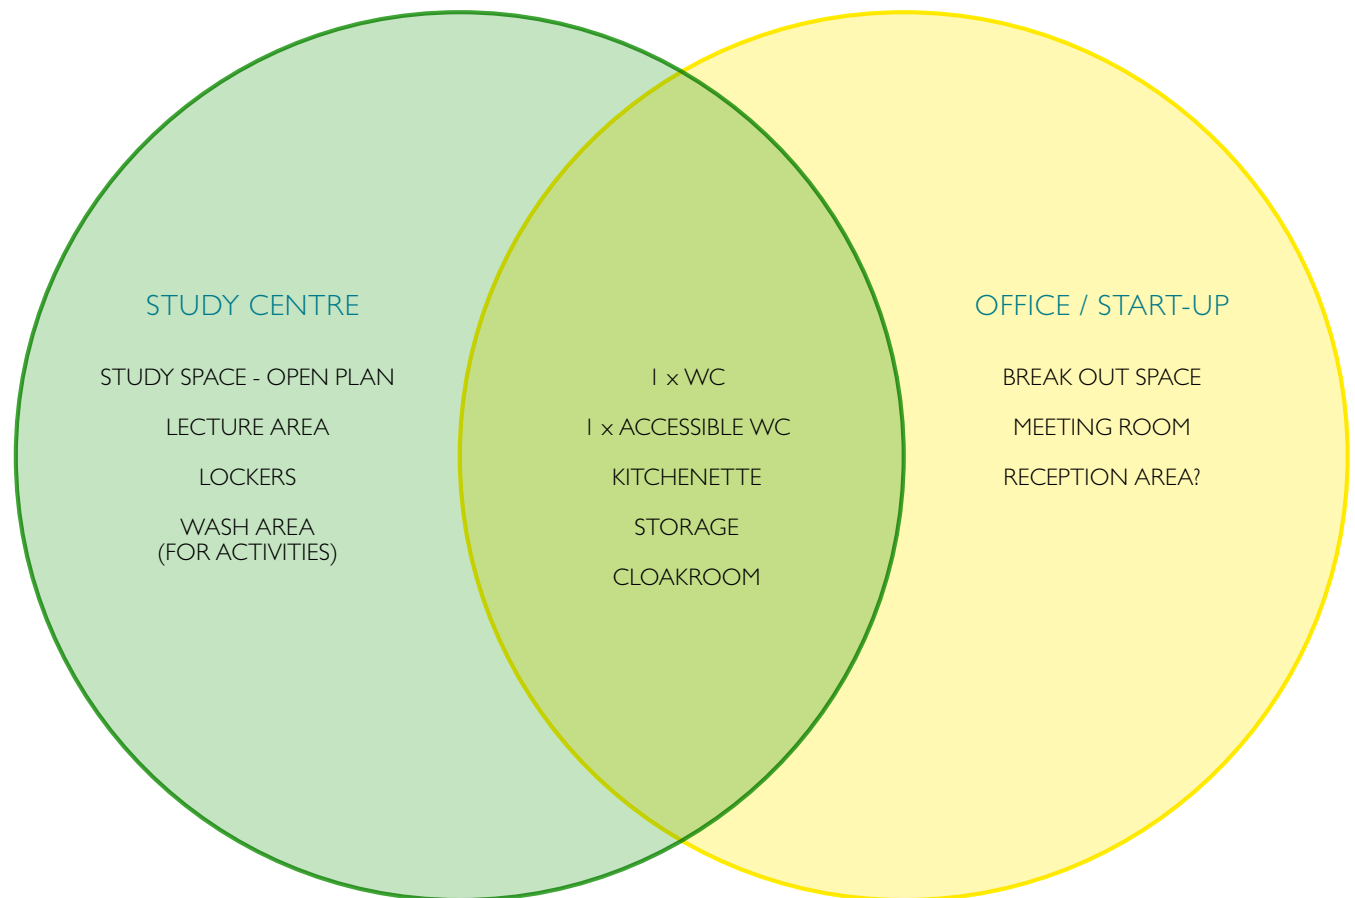 STUDY CENTRE
STUDY SPACE - OPEN PLAN
LECTURE AREA
LOCKERS
WASH AREA
(FOR ACTIVITIES)
1 x WC
1 x ACCESSIBLE WC
KITCHENETTE
STORAGE
CLOAKROOM
OFFICE / START-UP
BREAK OUT SPACE
MEETING ROOM
RECEPTION AREA?